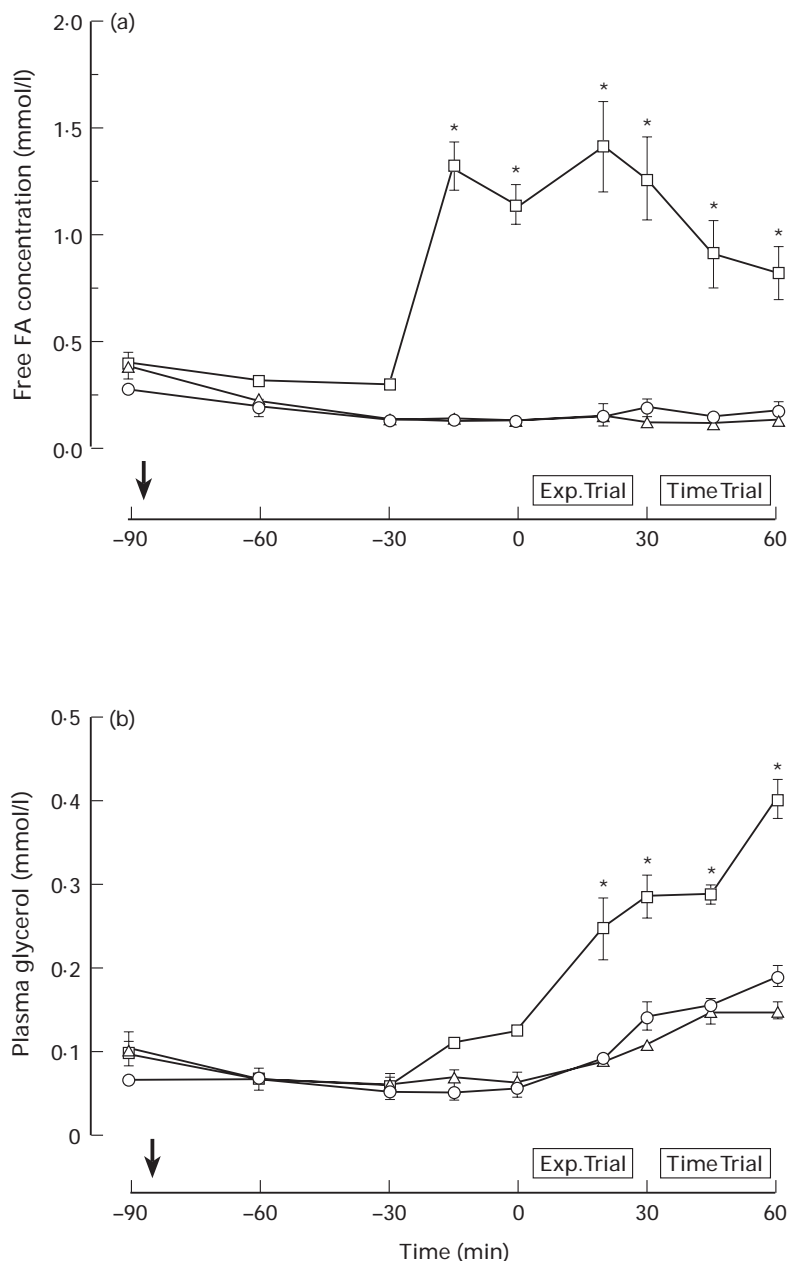 (a)
Free FA concentration (mmol/l)
2·0
1·5
1·0
0·5
0·0
* * * * * *
Exp. Trial Time Trial
–90 –60 –30 0 30 60
(b)
Plasma glycerol (mmol/l)
0·5
0·4
0·3
0·2
0·1
0
* * * *
Exp. Trial Time Trial
–90 –60 –30 0 30 60
Time (min)